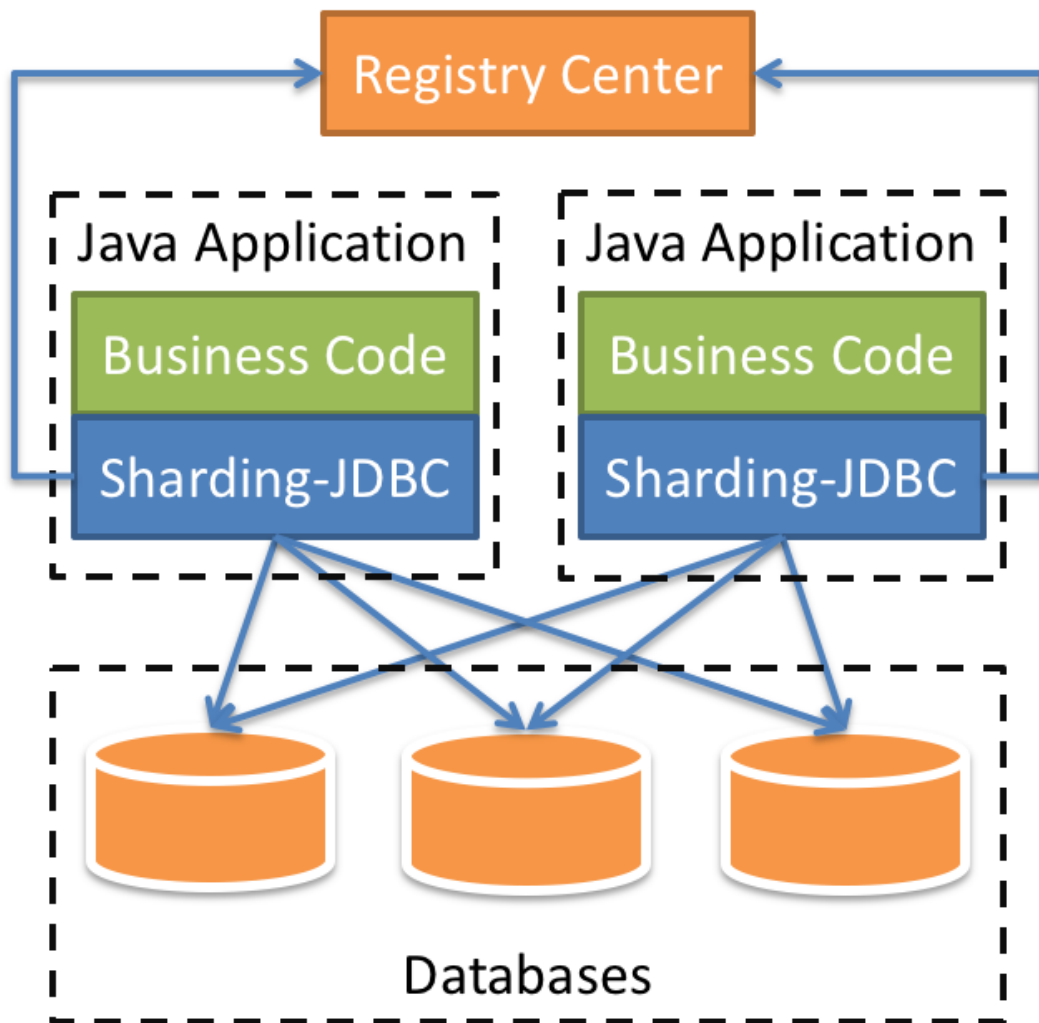 Registry Center
Java Application
Business Code
Sharding-JDBC
Java Application
Business Code
Sharding-JDBC
Databases